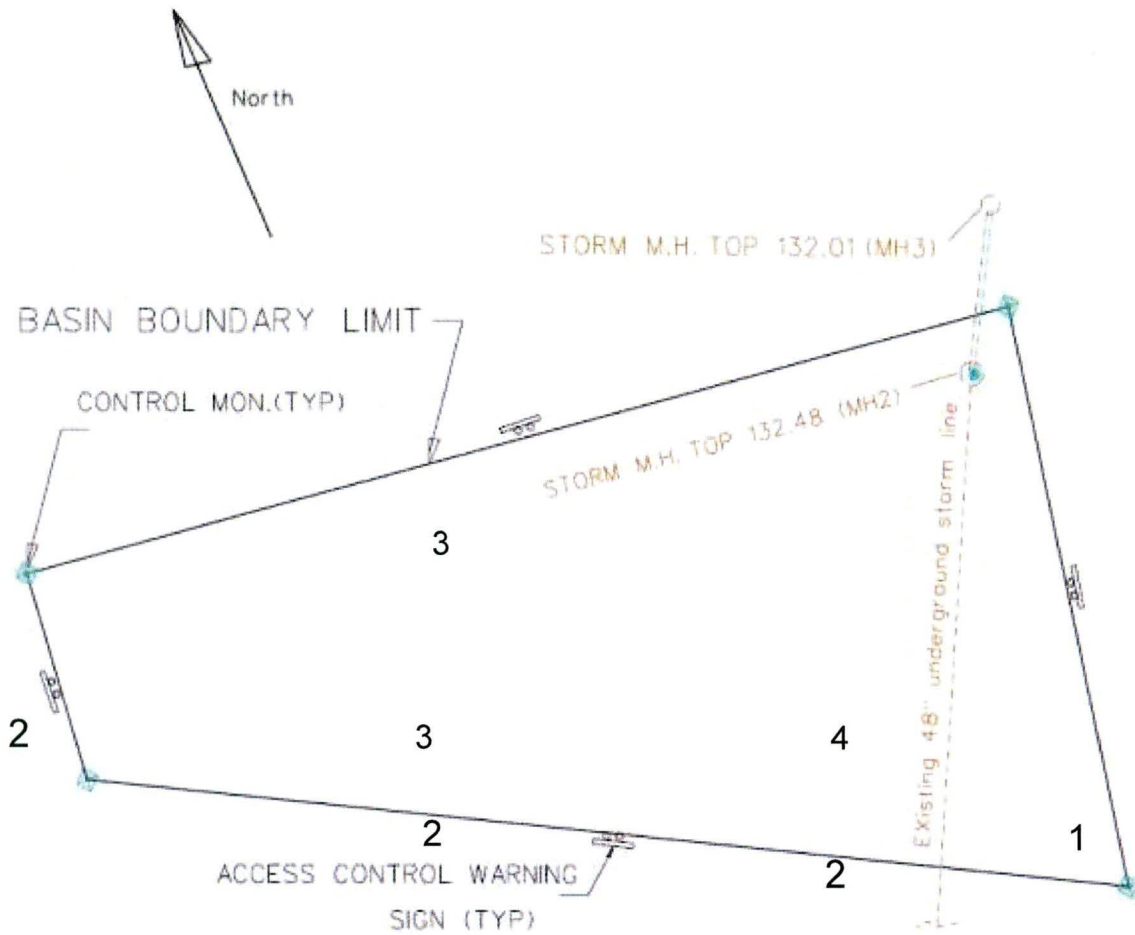 North
STORM M.H. TOP 132.01 (MH3)
BASIN BOUNDARY LIMIT
CONTROL MON.(TYP)
STORM M.H. TOP 132.48 (MH2)
EXisting 48" underground storm line
3
2
3
4
2
1
2
ACCESS CONTROL WARNING
SIGN (TYP)